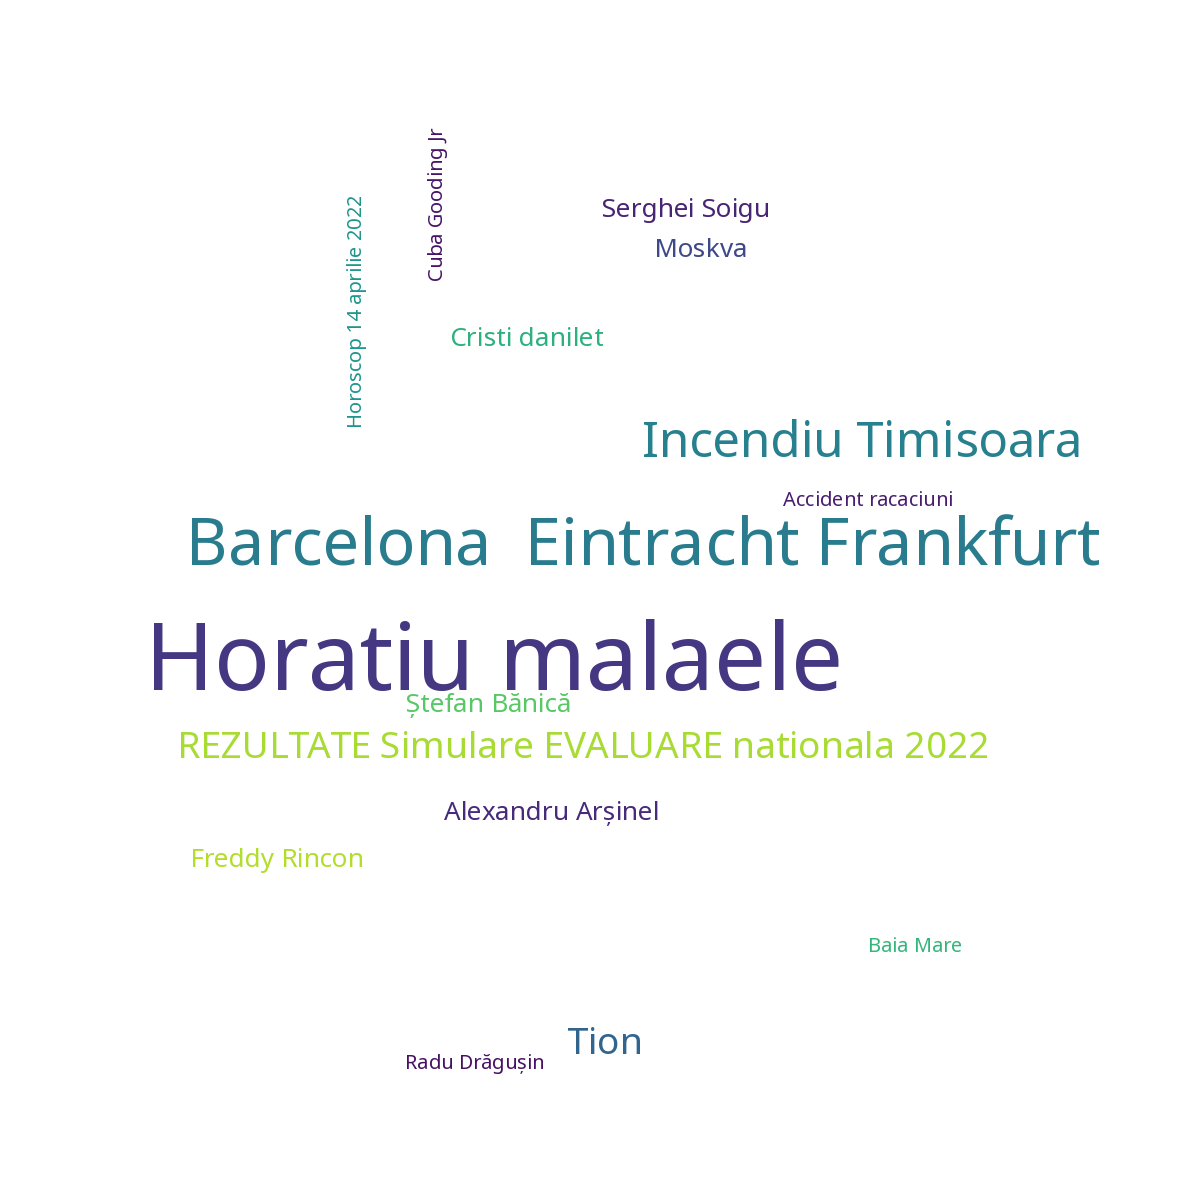 Cuba Gooding Jr
Horoscop 14 aprilie 2022
Serghei Soigu
Moskva
Cristi danilet
Incendiu Timisoara
Accident racaciuni
Barcelona  Eintracht Frankfurt
Horațiu malaele
Ștefan Bănică
REZULTATE Simulare EVALUARE nationala 2022
Alexandru Arșinel
Freddy Rincon
Baia Mare
Tion
Radu Drăgușin